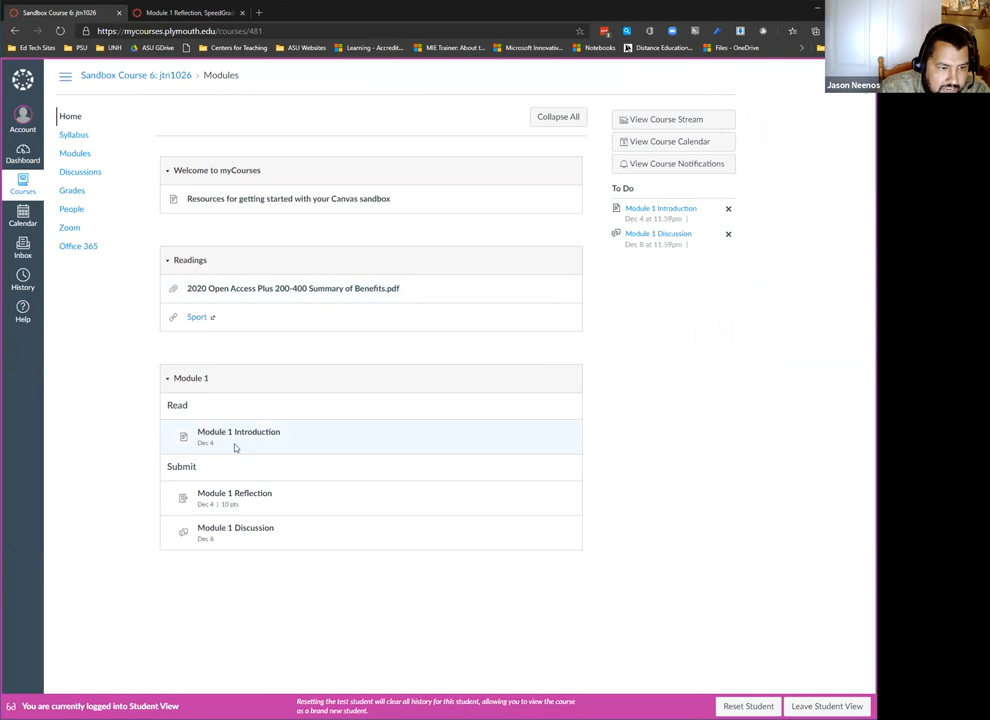 Sandbox Course 6: jtn1026
Module 1 Reflection, SpeedGra
https://mycourses.plymouth.edu/courses/481
Ed Tech Sites
PSU
UNH
ASU GDrive
Centers for Teaching
ASU Websites
Learning - Accredit...
MIE Trainer: About t...
Microsoft Innovativ...
Notebooks
Distance Education...
Files - OneDrive
Jason Neenos
Account
Dashboard
Courses
Calendar
Inbox
History
Help
Sandbox Course 6: jtn1026 › Modules
Home
Syllabus
Modules
Discussions
Grades
People
Zoom
Office 365
Collapse All
Welcome to myCourses
Resources for getting started with your Canvas sandbox
Readings
2020 Open Access Plus 200-400 Summary of Benefits.pdf
Sport
Module 1
Read
Module 1 Introduction
Dec 4
Submit
Module 1 Reflection
Dec 4 | 10 pts
Module 1 Discussion
Dec 8
View Course Stream
View Course Calendar
View Course Notifications
To Do
Module 1 Introduction
Dec 4 at 11:59pm |
Module 1 Discussion
Dec 8 at 11:59pm |
You are currently logged into Student View
Resetting the test student will clear all history for this student, allowing you to view the course
as a brand new student.
Reset Student
Leave Student View